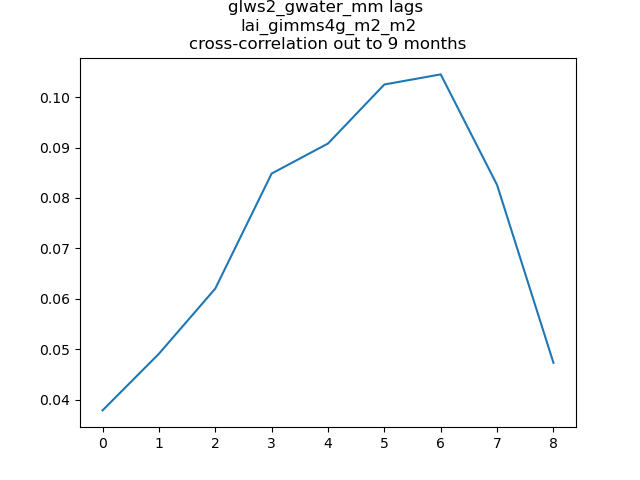 glws2_gwater_mm lags
lai_gimms4g_m2_m2
cross-correlation out to 9 months
0.10
0.09
0.08
0.07
0.06
0.05
0.04
0 1 2 3 4 5 6 7 8